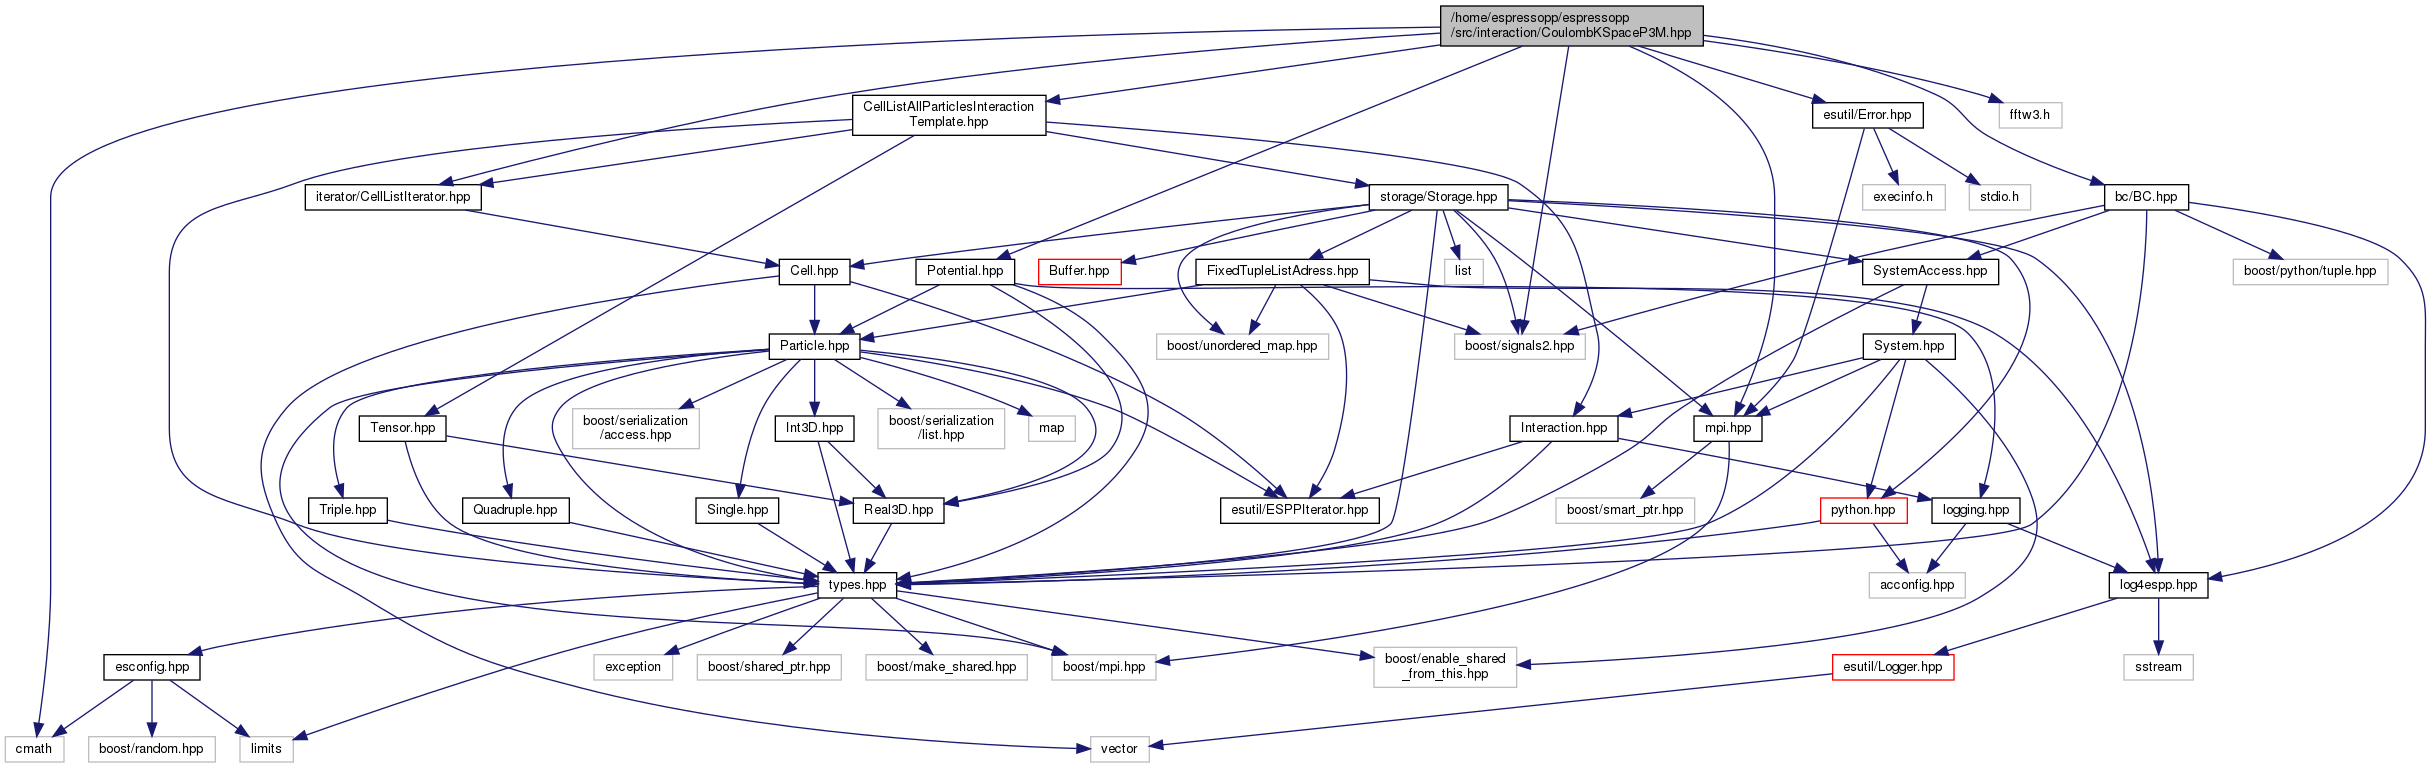 /home/espressopp/espressopp
/src/interaction/CoulombKSpaceP3M.hpp
CellListAllParticlesInteraction
Template.hpp
esutil/Error.hpp
fftw3.h
iterator/CellListIterator.hpp
storage/Storage.hpp
execinfo.h
stdio.h
bc/BC.hpp
Cell.hpp
Potential.hpp
Buffer.hpp
FixedTupleListAdress.hpp
list
SystemAccess.hpp
boost/python/tuple.hpp
Particle.hpp
boost/unordered_map.hpp
boost/signals2.hpp
System.hpp
Tensor.hpp
boost/serialization
/access.hpp
Int3D.hpp
boost/serialization
/list.hpp
map
Interaction.hpp
mpi.hpp
Triple.hpp
Quadruple.hpp
Single.hpp
Real3D.hpp
esutil/ESPPIterator.hpp
boost/smart_ptr.hpp
python.hpp
logging.hpp
types.hpp
acconfig.hpp
log4espp.hpp
esconfig.hpp
exception
boost/shared_ptr.hpp
boost/make_shared.hpp
boost/mpi.hpp
boost/enable_shared
_from_this.hpp
esutil/Logger.hpp
sstream
cmath
boost/random.hpp
limits
vector